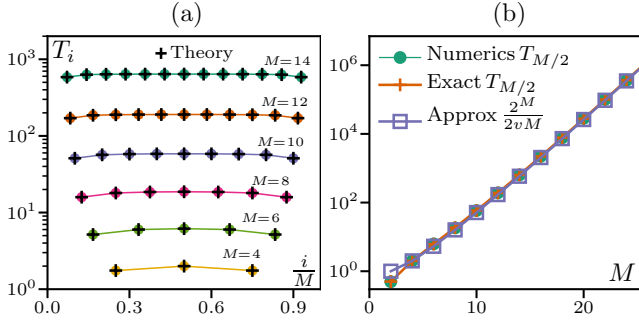 (a)
T_i
+ Theory
M=14
M=12
M=10
M=8
M=6
M=4
i/M
10^3
10^2
10^1
10^0
0.0 0.3 0.6 0.9
(b)
Numerics T_{M/2}
Exact T_{M/2}
Approx 2^M/2vM
10^6
10^4
10^2
10^0
M
0 10 20